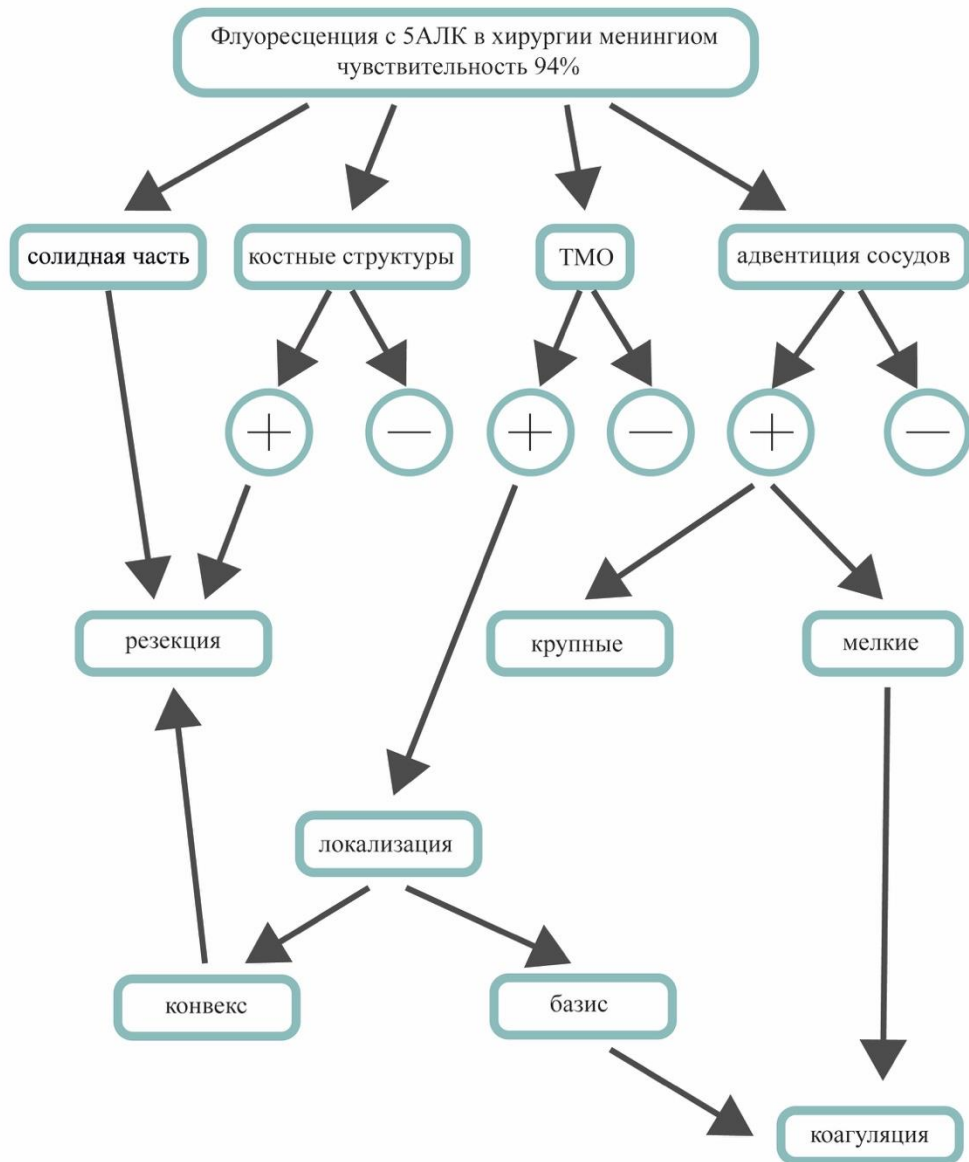 Флуоресценция с 5АЛК в хирургии менингиом
чувствительность 94%
солидная часть
костные структуры
ТМО
адвентиция сосудов
+
—
+
—
+
—
резекция
крупные
мелкие
локализация
конвекс
базис
коагуляция